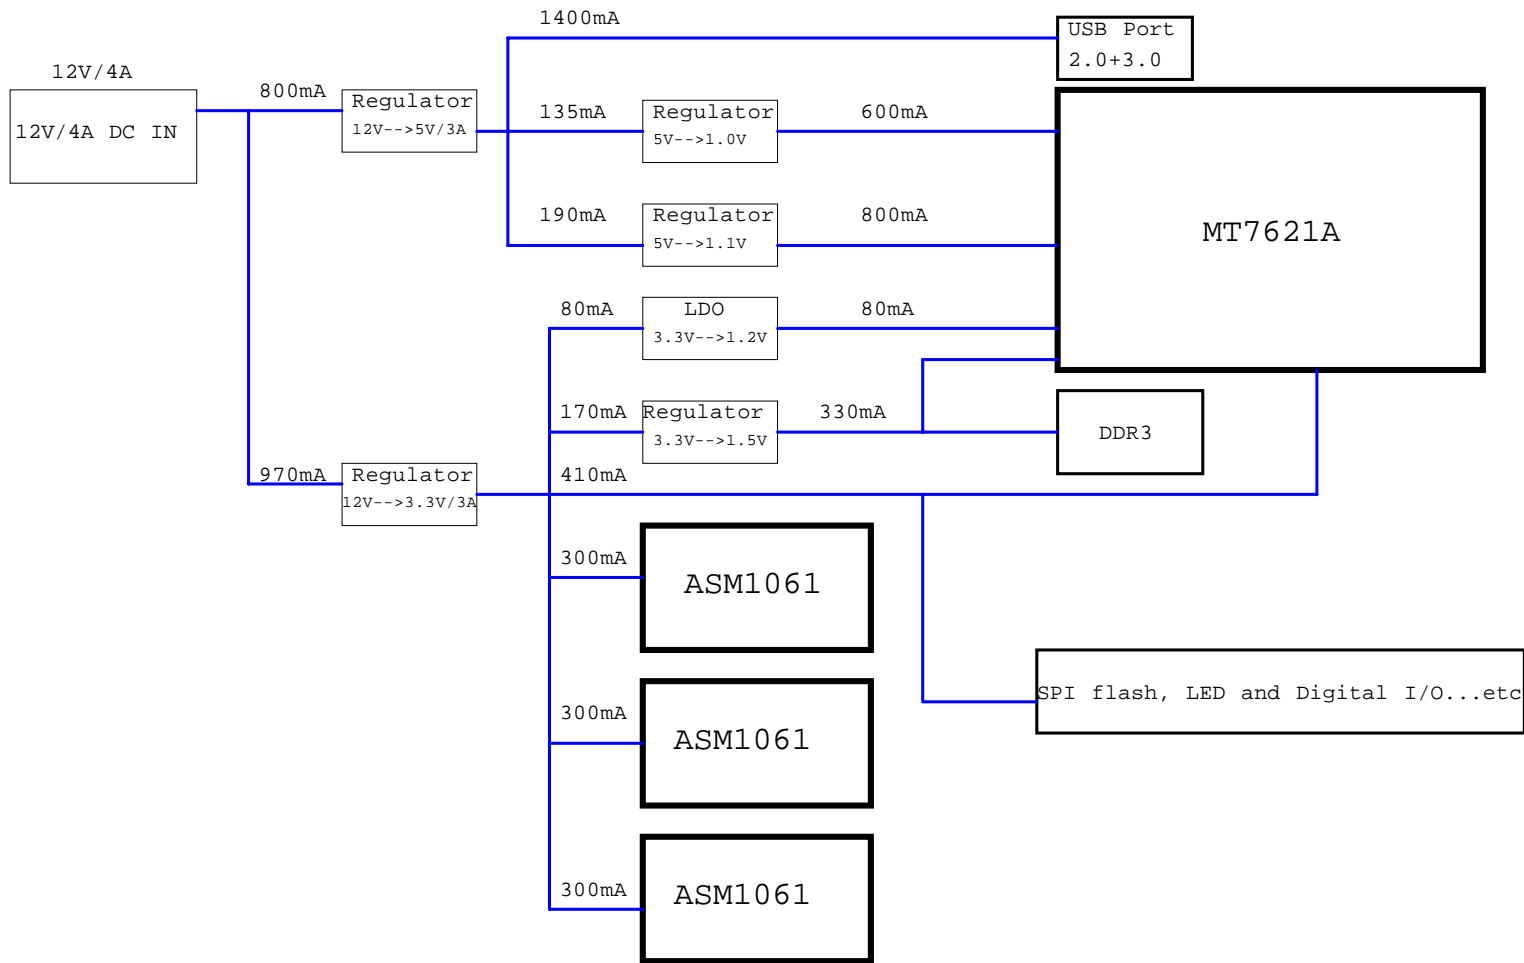 1400mA
USB Port
2.0+3.0
12V/4A
12V/4A DC IN
800mA
Regulator
12V-->5V/3A
135mA
Regulator
5V-->1.0V
600mA
190mA
Regulator
5V-->1.1V
800mA
MT7621A
80mA
LDO
3.3V-->1.2V
80mA
170mA
Regulator
3.3V-->1.5V
330mA
DDR3
970mA
Regulator
12V-->3.3V/3A
410mA
300mA
ASM1061
SPI flash, LED and Digital I/O...etc
300mA
ASM1061
300mA
ASM1061